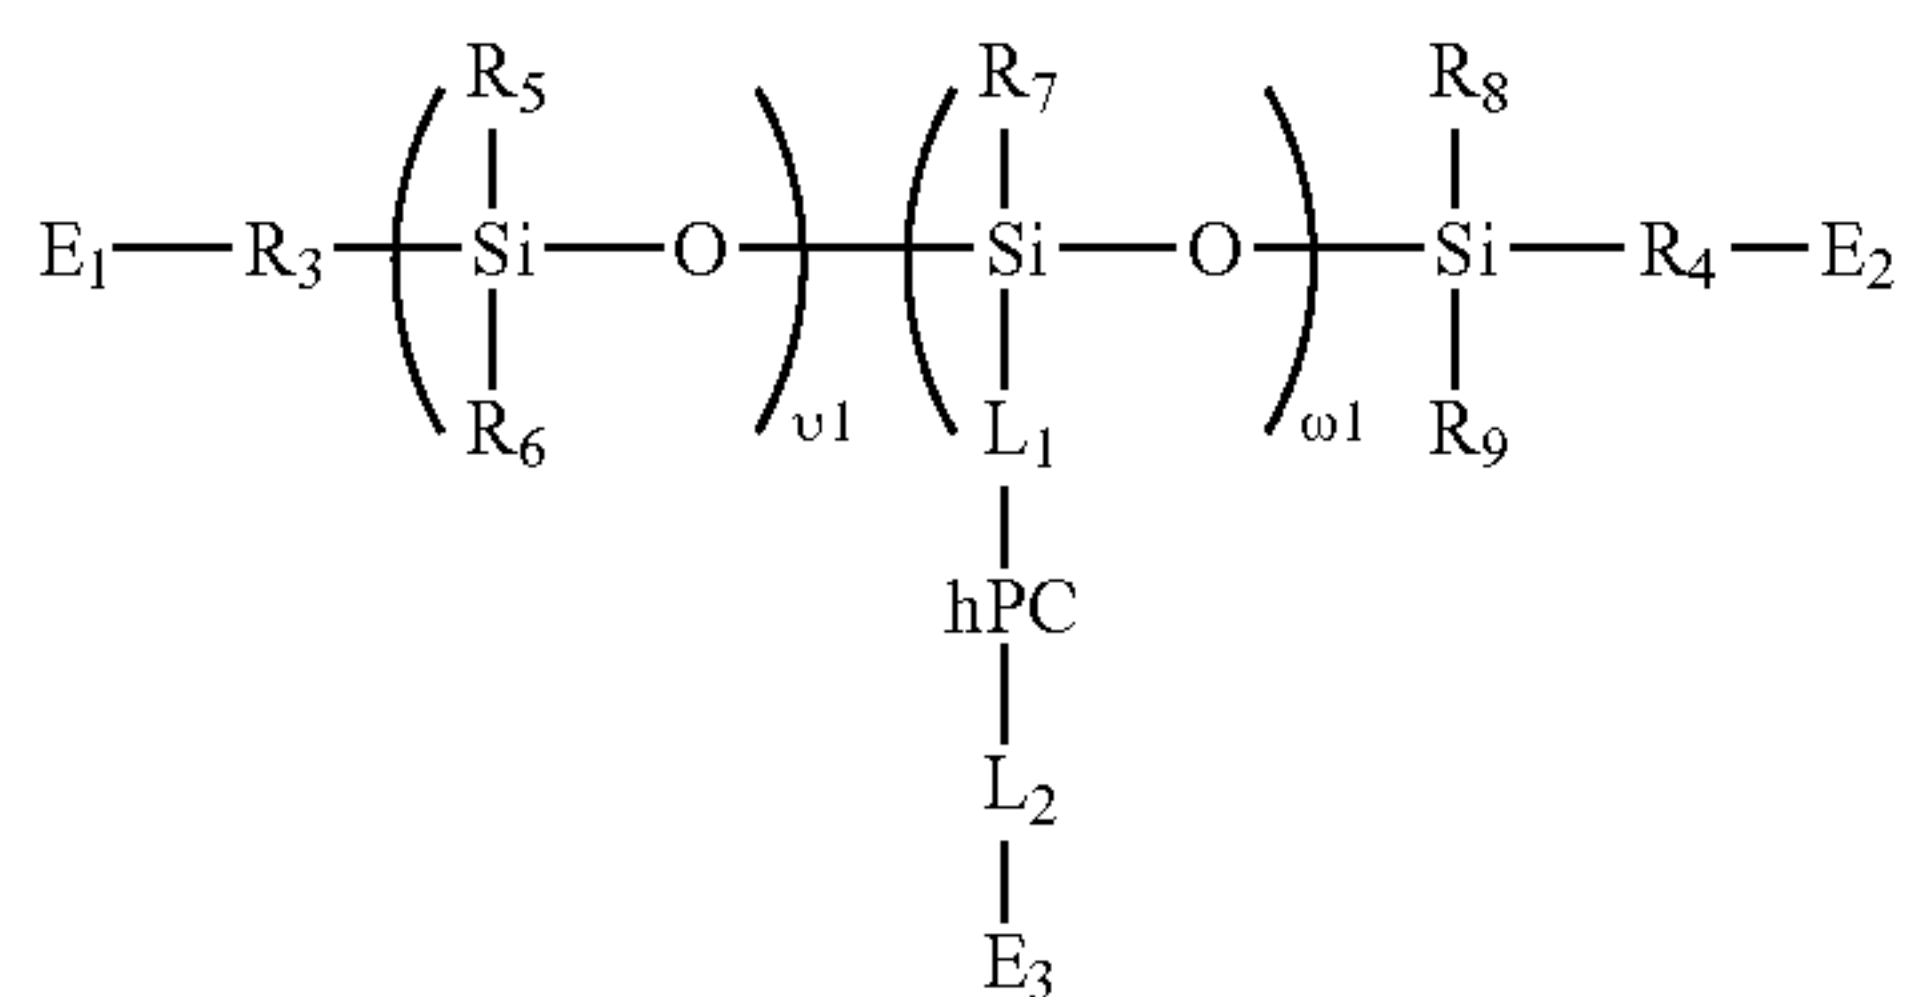 R₅ R₇ R₈
E₁ R₃ Si O Si O Si R₄ E₂
R₆ υ1 L₁ ω1 R₉
hPC
L₂
E₃